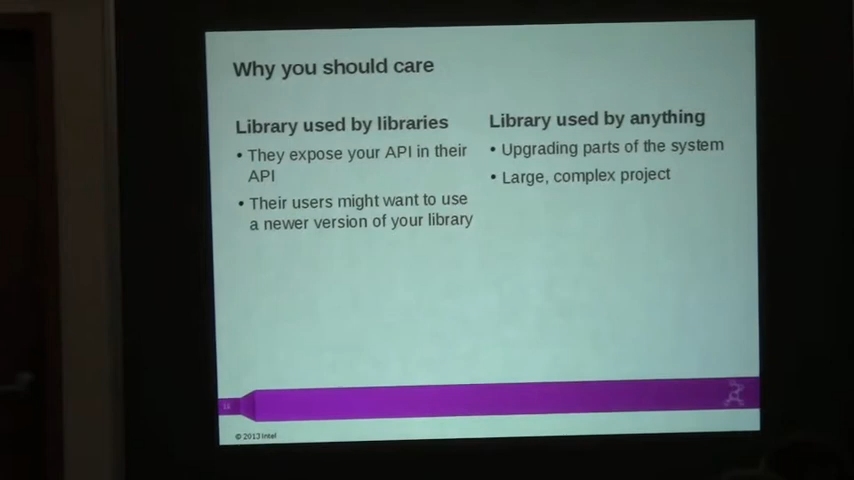 Why you should care
Library used by libraries
• They expose your API in their
API
• Their users might want to use
a newer version of your library
Library used by anything
• Upgrading parts of the system
• Large, complex project
© 2013 Intel